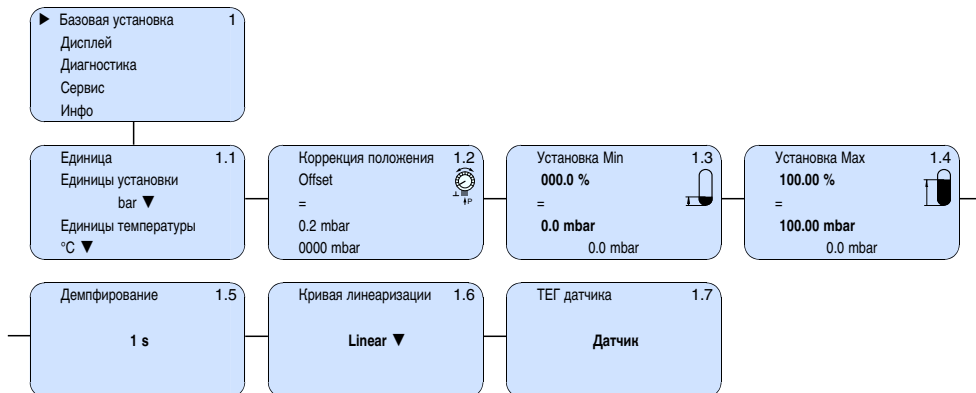 ▶ Базовая установка 1
Дисплей
Диагностика
Сервис
Инфо
Единица 1.1
Единицы установки
bar ▼
Единицы температуры
°C ▼
Коррекция положения 1.2
Offset
=
0.2 mbar
0000 mbar
P
Установка Min 1.3
000.0 %
=
0.0 mbar
0.0 mbar
Установка Max 1.4
100.00 %
=
100.00 mbar
0.0 mbar
Демпфирование 1.5
1 s
Кривая линеаризации 1.6
Linear ▼
ТЕГ датчика 1.7
Датчик